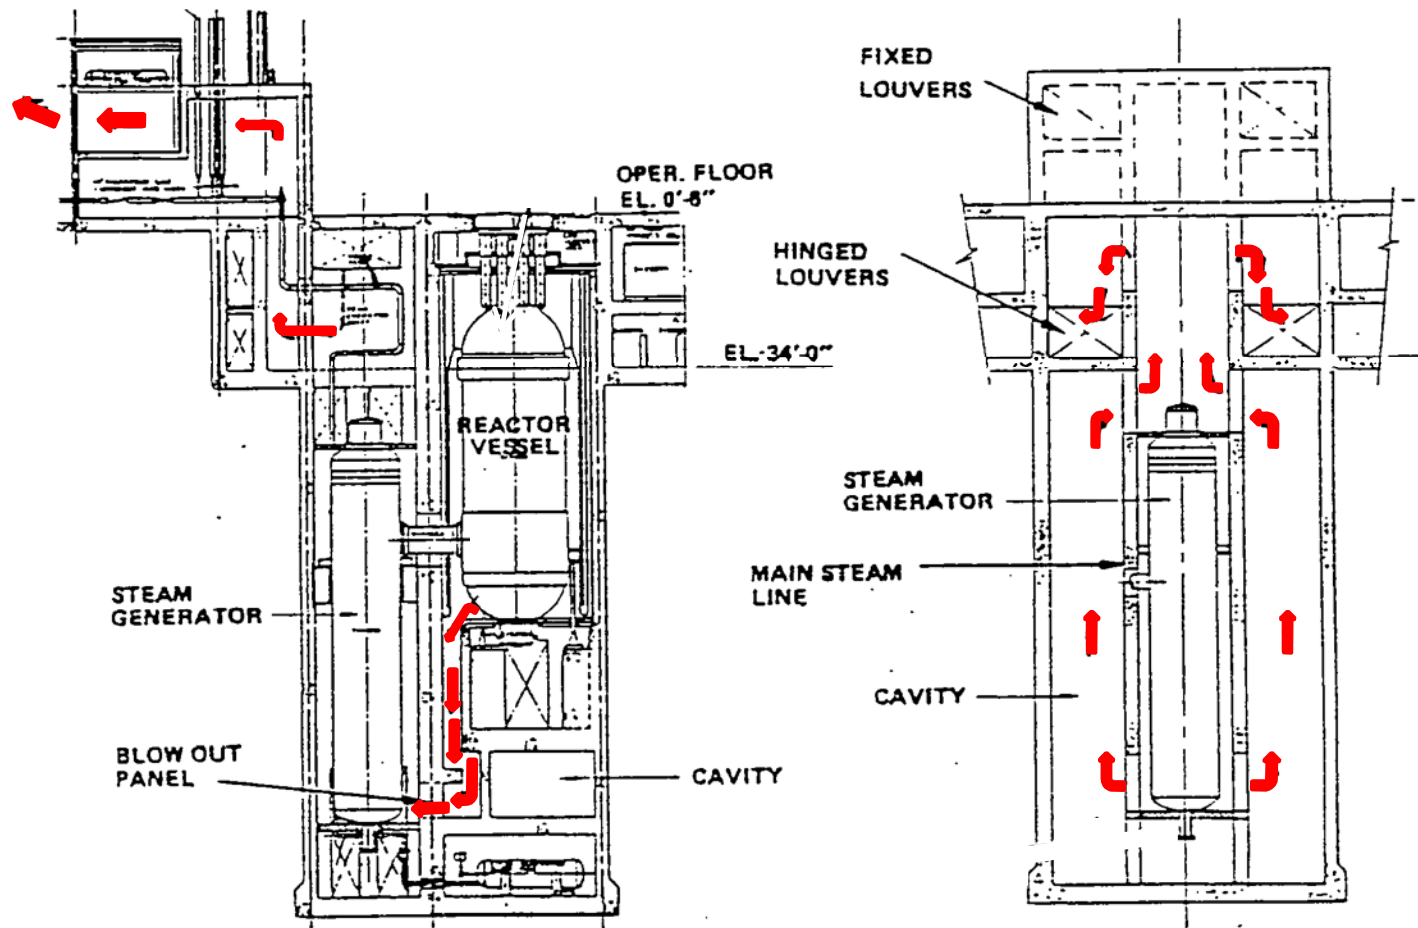 FIXED
LOUVERS
OPER. FLOOR
EL. 0'-6"
HINGED
LOUVERS
EL.-34'-0"
REACTOR
VESSEL
STEAM
GENERATOR
MAIN STEAM
LINE
STEAM
GENERATOR
CAVITY
BLOW OUT
PANEL
CAVITY